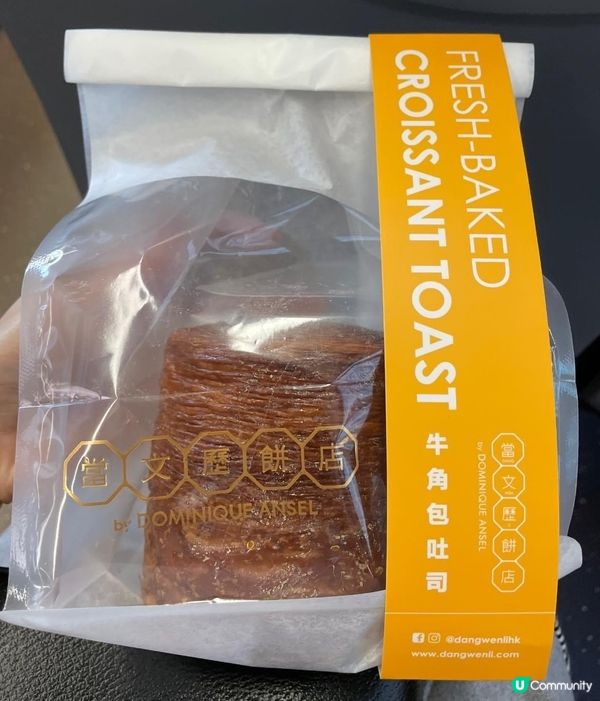 FRESH-BAKED
CROISSANT TOAST
牛角包吐司
當文歷餅店
by DOMINIQUE ANSEL
當文歷餅店
by DOMINIQUE ANSEL
@dangwenlihk
www.dangwenli.com
U Community